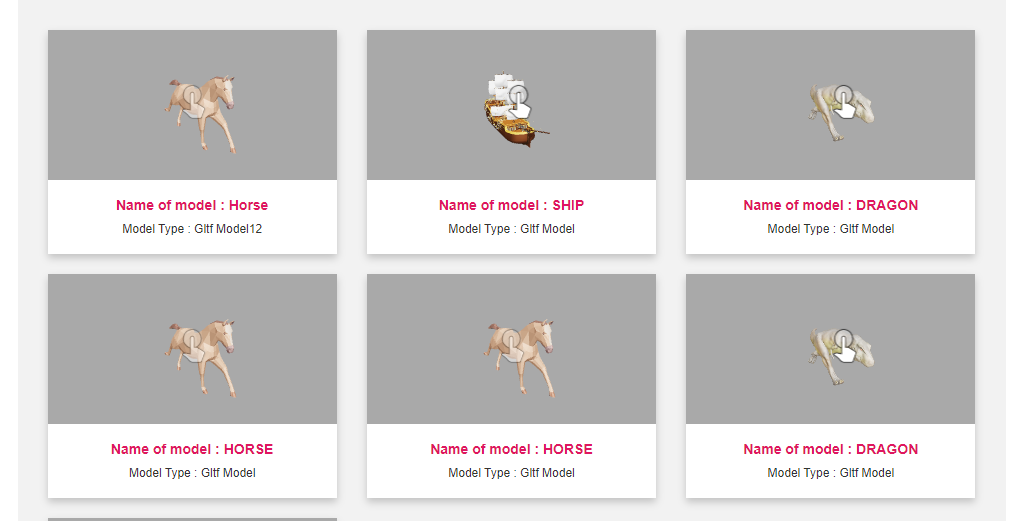 Name of model : Horse
Model Type : Gltf Model12
Name of model : SHIP
Model Type : Gltf Model
Name of model : DRAGON
Model Type : Gltf Model
Name of model : HORSE
Model Type : Gltf Model
Name of model : HORSE
Model Type : Gltf Model
Name of model : DRAGON
Model Type : Gltf Model